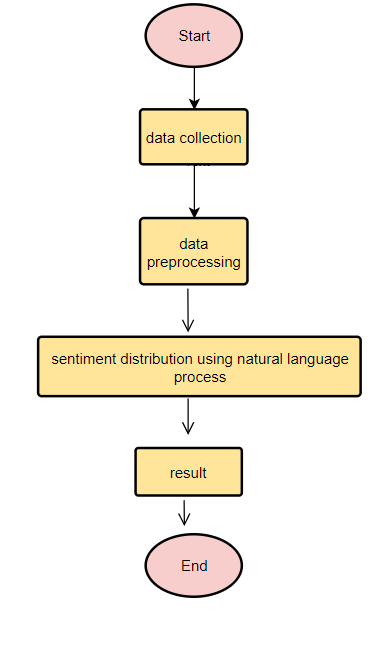 Start
data collection
data
preprocessing
sentiment distribution using natural language
process
result
End